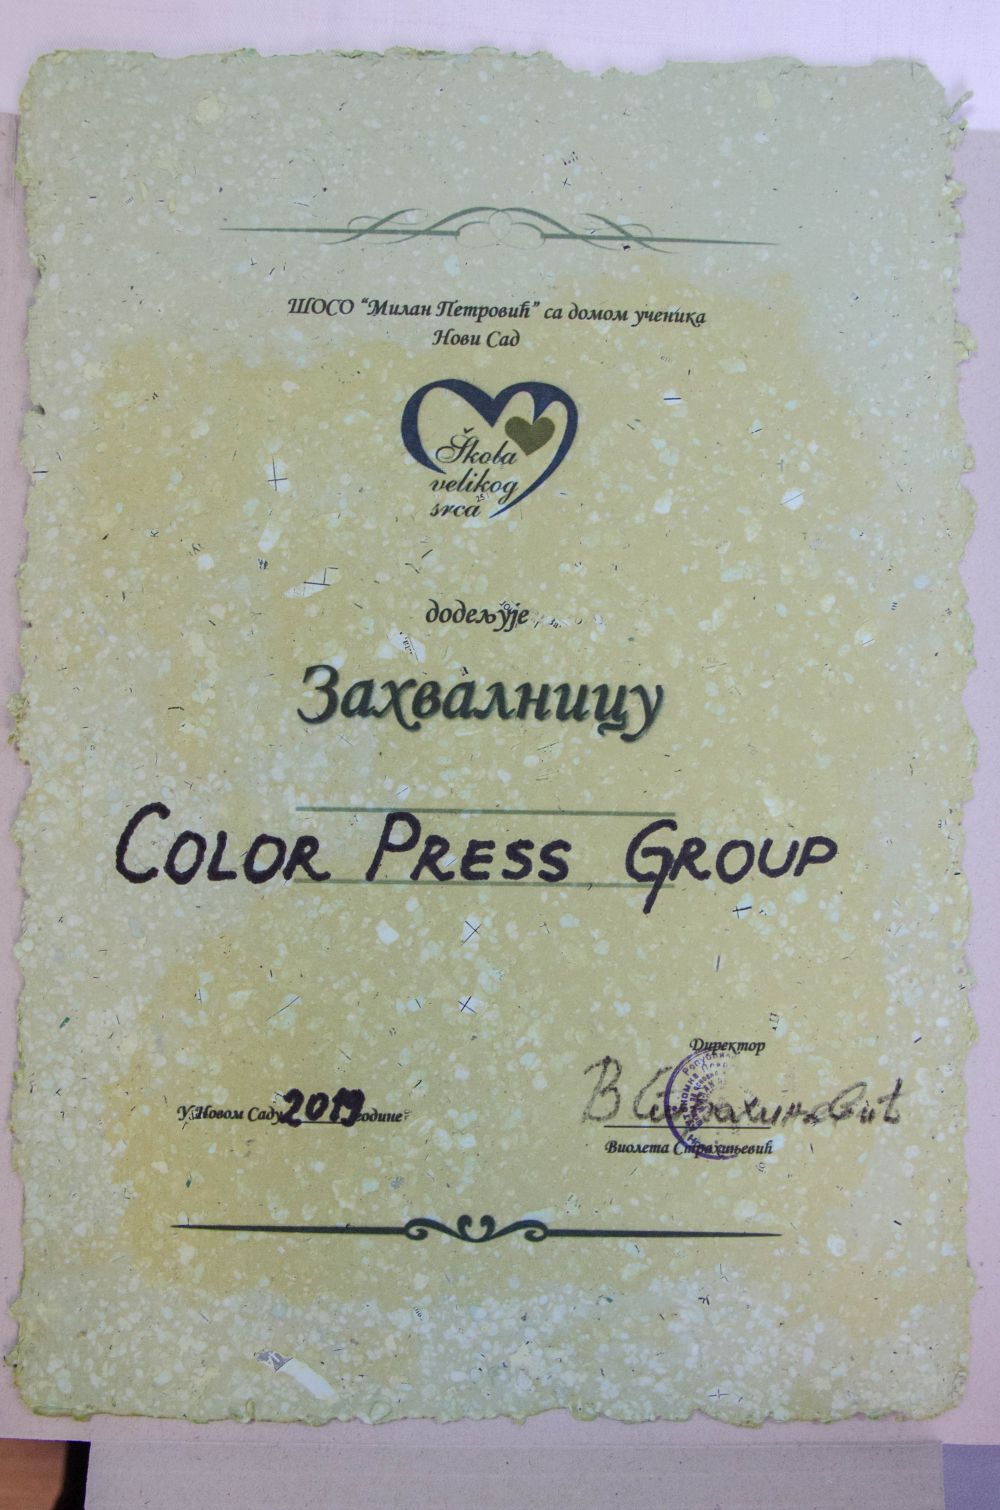 ШОСО “Милан Петровић” са домом ученика
Нови Сад
Škola
velikog
srca
додељује
Захвалницу
COLOR PRESS GROUP
Директор
В Страхињевић
У Новом Саду 2019 године
Виолета Страхињевић